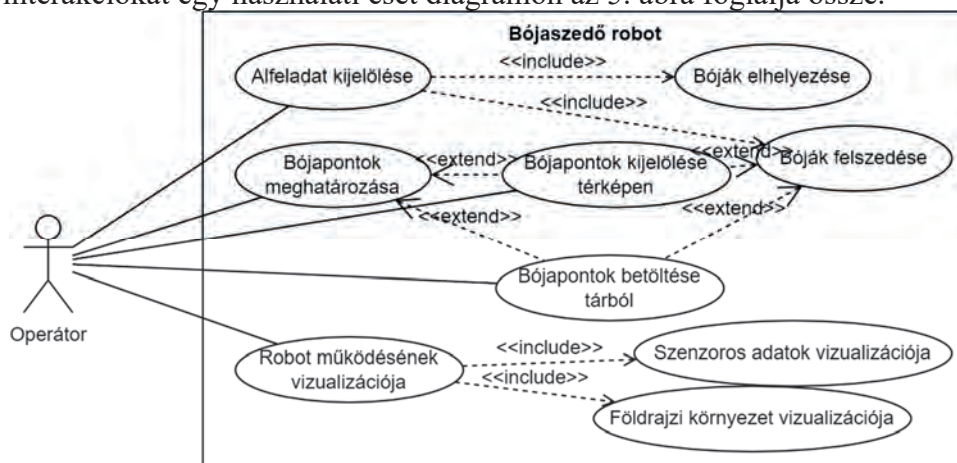 interakciókat egy használati eset diagramon az 5. ábra foglalja össze.
Bójaszedő robot
Alfeladat kijelölése
<<include>>
Bóják elhelyezése
<<include>>
Bójapontok
meghatározása
<<extend>>
Bójapontok kijelölése
térképen
<<extend>>
Bóják felszedése
<<extend>>
<<extend>>
Bójapontok betöltése
tárból
Operátor
Robot működésének
vizualizációja
<<include>>
Szenzoros adatok vizualizációja
<<include>>
Földrajzi környezet vizualizációja